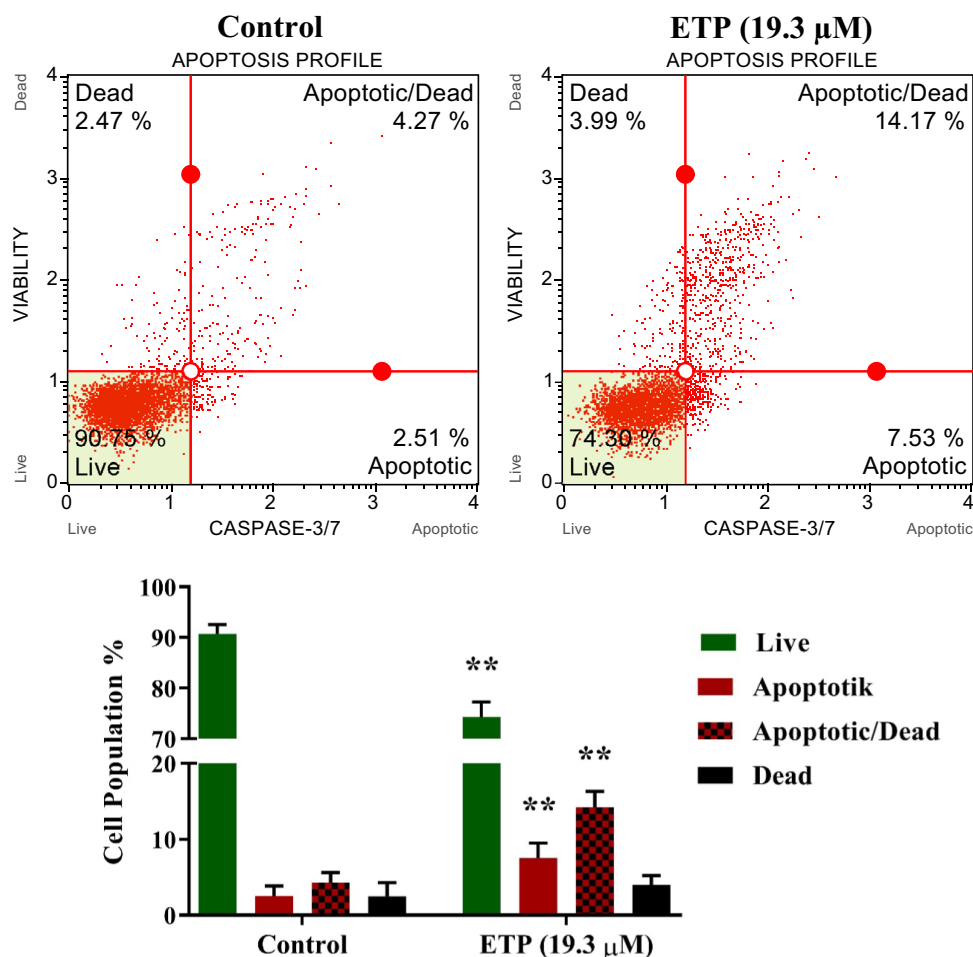 Control
APOPTOSIS PROFILE
Dead
2.47 %
Apoptotic/Dead
4.27 %
90.75 %
Live
2.51 %
Apoptotic
4
3
2
1
0
Dead
VIABILITY
Live
0 1 2 3 4
Live CASPASE-3/7 Apoptotic
ETP (19.3 µM)
APOPTOSIS PROFILE
Dead
3.99 %
Apoptotic/Dead
14.17 %
74.30 %
Live
7.53 %
Apoptotic
4
3
2
1
0
Dead
VIABILITY
Live
0 1 2 3 4
Live CASPASE-3/7 Apoptotic
Cell Population %
100
90
80
70
20
10
0
**
**
**
Control
ETP (19.3 µM)
Live
Apoptotik
Apoptotic/Dead
Dead